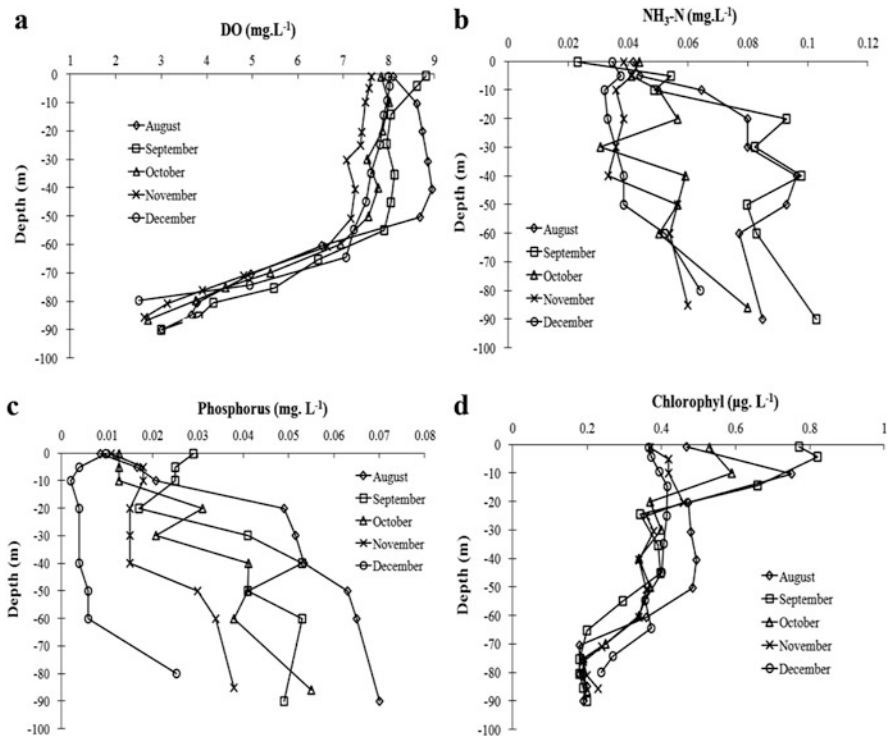 a
DO (mg.L-1)
1 2 3 4 5 6 7 8 9
0
-10
-20
-30
-40
-50
-60
-70
-80
-90
-100
Depth (m)
August
September
October
November
December
b
NH3-N (mg.L-1)
0 0.02 0.04 0.06 0.08 0.1 0.12
0
-10
-20
-30
-40
-50
-60
-70
-80
-90
-100
Depth (m)
August
September
October
November
December
c
Phosphorus (mg. L-1)
0 0.01 0.02 0.03 0.04 0.05 0.06 0.07 0.08
0
-10
-20
-30
-40
-50
-60
-70
-80
-90
-100
Depth (m)
August
September
October
November
December
d
Chlorophyl (µg. L-1)
0 0.2 0.4 0.6 0.8 1
0
-10
-20
-30
-40
-50
-60
-70
-80
-90
-100
Depth (m)
August
September
October
November
December